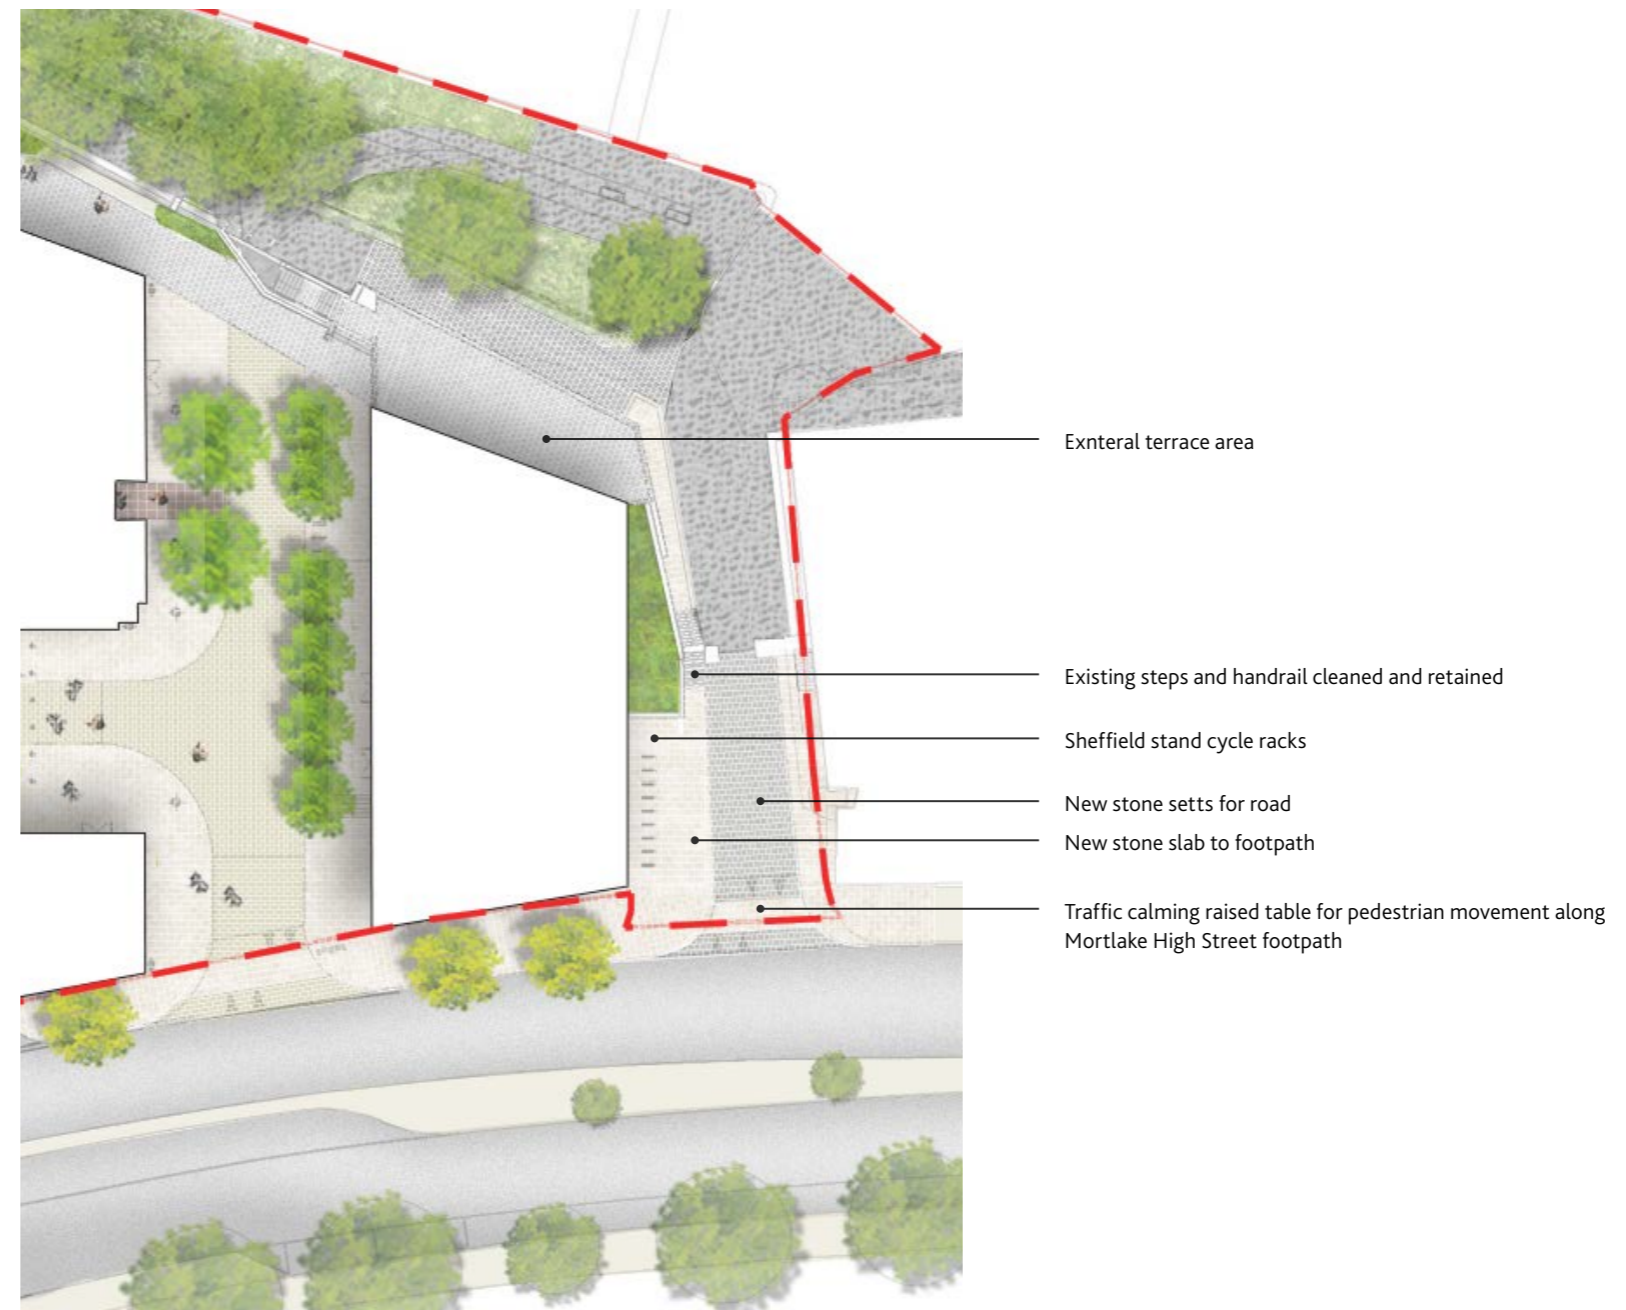 Exnteral terrace area
Existing steps and handrail cleaned and retained
Sheffield stand cycle racks
New stone setts for road
New stone slab to footpath
Traffic calming raised table for pedestrian movement along
Mortlake High Street footpath